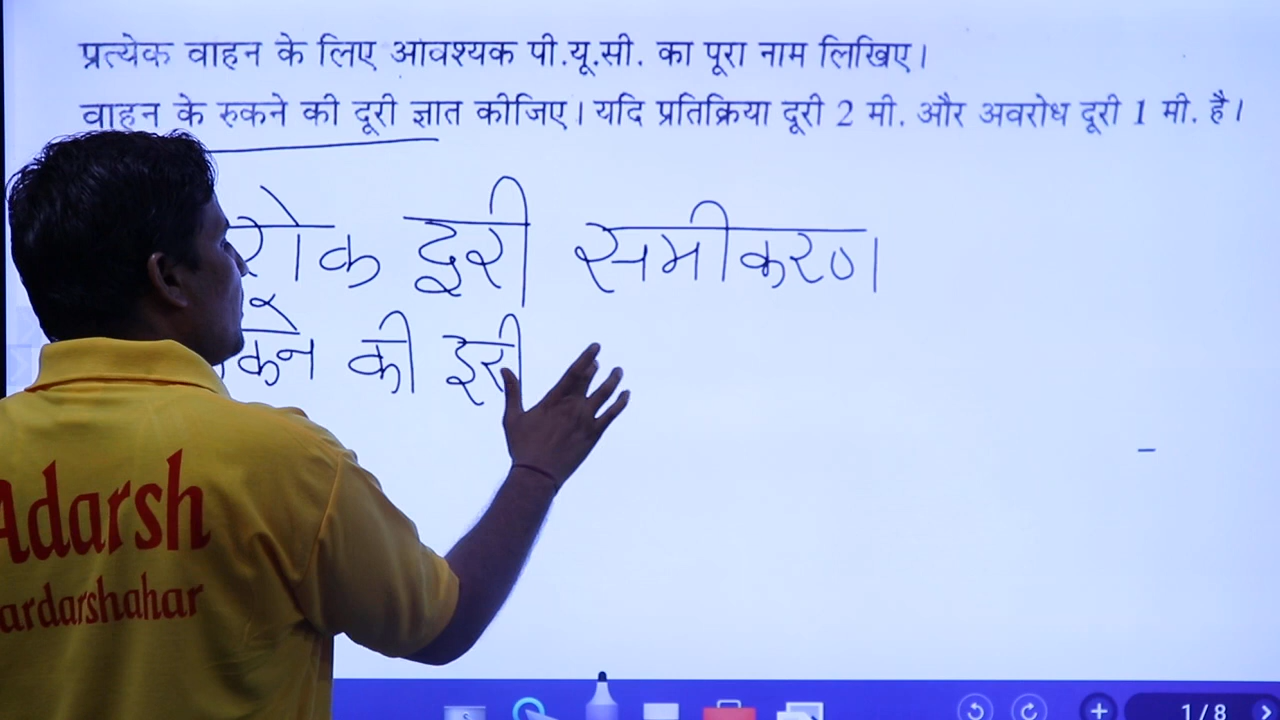 प्रत्येक वाहन के लिए आवश्यक पी.यू.सी. का पूरा नाम लिखिए।
वाहन के रुकने की दूरी ज्ञात कीजिए। यदि प्रतिक्रिया दूरी 2 मी. और अवरोध दूरी 1 मी. है।
रोक दूरी समीकरण
की दूरी
Adarsh
ardarshahar
1/8